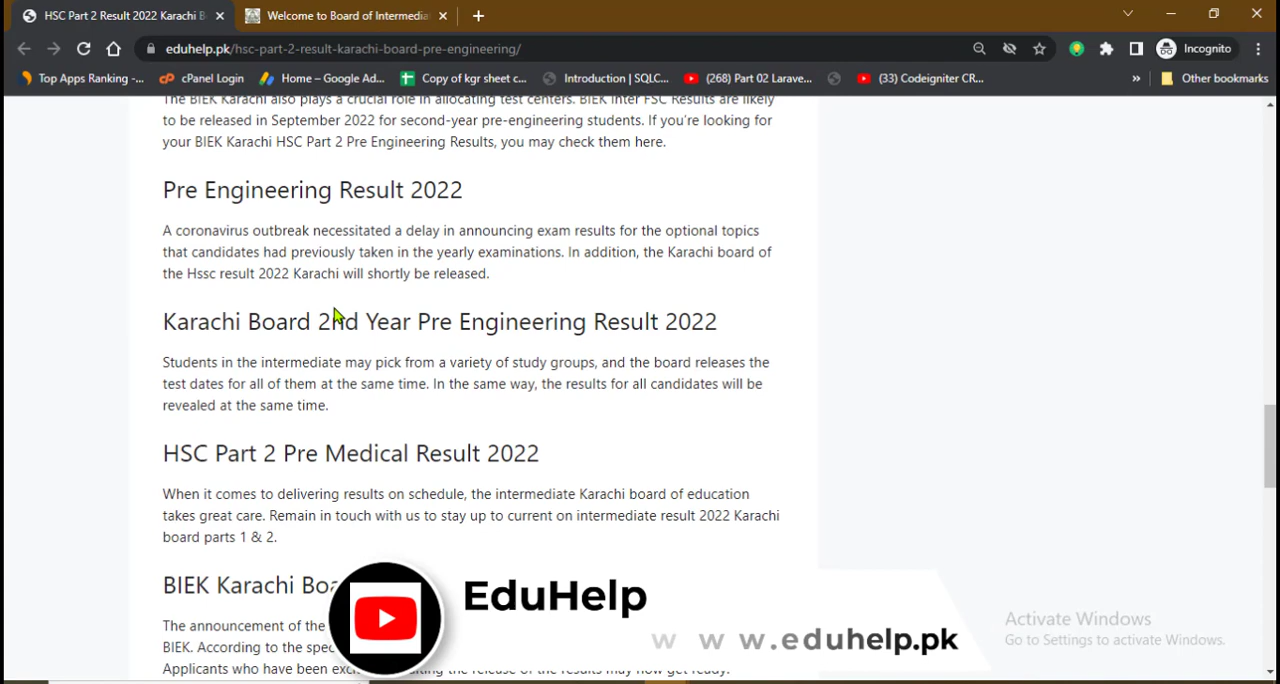 HSC Part 2 Result 2022 Karachi B
Welcome to Board of Intermedia
eduhelp.pk/hsc-part-2-result-karachi-board-pre-engineering/
Incognito
Top Apps Ranking -...
cPanel Login
Home – Google Ad...
Copy of kgr sheet c...
Introduction | SQLC...
(268) Part 02 Larave...
(33) Codeigniter CR...
»
Other bookmarks
The BIEK Karachi also plays a crucial role in allocating test centers. BIEK Inter FSC Results are likely
to be released in September 2022 for second-year pre-engineering students. If you're looking for
your BIEK Karachi HSC Part 2 Pre Engineering Results, you may check them here.
Pre Engineering Result 2022
A coronavirus outbreak necessitated a delay in announcing exam results for the optional topics
that candidates had previously taken in the yearly examinations. In addition, the Karachi board of
the Hssc result 2022 Karachi will shortly be released.
Karachi Board 2nd Year Pre Engineering Result 2022
Students in the intermediate may pick from a variety of study groups, and the board releases the
test dates for all of them at the same time. In the same way, the results for all candidates will be
revealed at the same time.
HSC Part 2 Pre Medical Result 2022
When it comes to delivering results on schedule, the intermediate Karachi board of education
takes great care. Remain in touch with us to stay up to current on intermediate result 2022 Karachi
board parts 1 & 2.
BIEK Karachi Boa
The announcement of the
BIEK. According to the spec
Applicants who have been exc
iting the release of the results may now get ready.
EduHelp
www.eduhelp.pk
Activate Windows
Go to Settings to activate Windows.